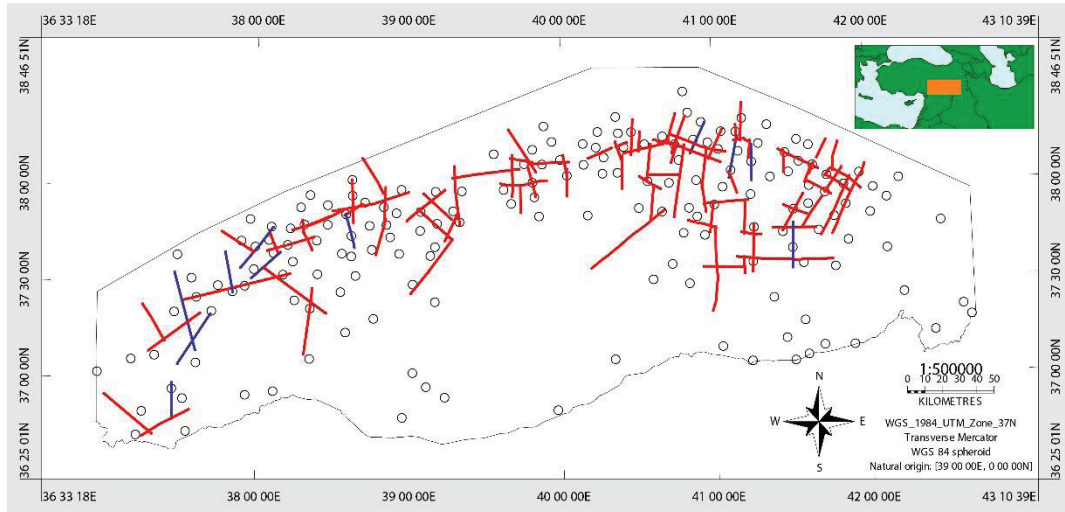 36 33 18E 38 00 00E 39 00 00E 40 00 00E 41 00 00E 42 00 00E 43 10 39E
38 46 51N
38 46 51N
38 00 00N
38 00 00N
37 30 00N
37 30 00N
37 00 00N
37 00 00N
36 25 01N
36 25 01N
1:500000
0 10 20 30 40 50
KILOMETRES
N
W E
S
WGS_1984_UTM_Zone_37N
Transverse Mercator
WGS 84 spheroid
Natural origin: [39 00 00E, 0 00 00N]
36 33 18E 38 00 00E 39 00 00E 40 00 00E 41 00 00E 42 00 00E 43 10 39E